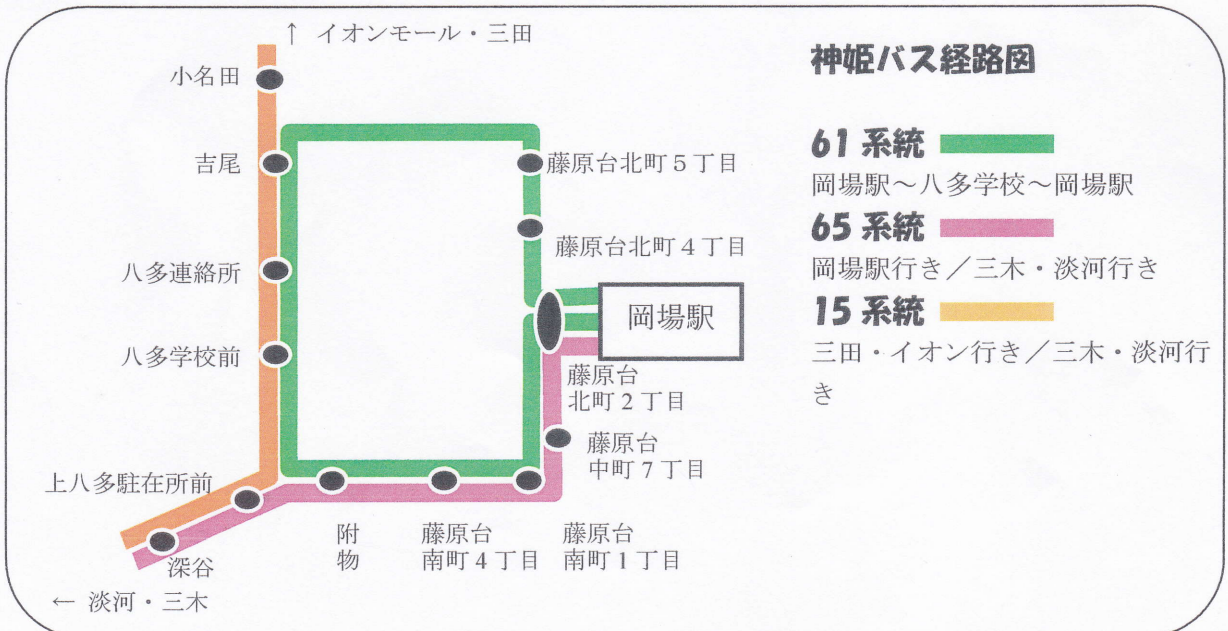 ↑ イオンモール・三田
小名田
吉尾
八多連絡所
八多学校前
上八多駐在所前
深谷
← 淡河・三木
附
物
藤原台
南町4丁目
藤原台
南町1丁目
藤原台
中町7丁目
藤原台
北町2丁目
岡場駅
藤原台北町4丁目
藤原台北町5丁目
神姫バス経路図
61系統
岡場駅～八多学校～岡場駅
65系統
岡場駅行き／三木・淡河行き
15系統
三田・イオン行き／三木・淡河行
き